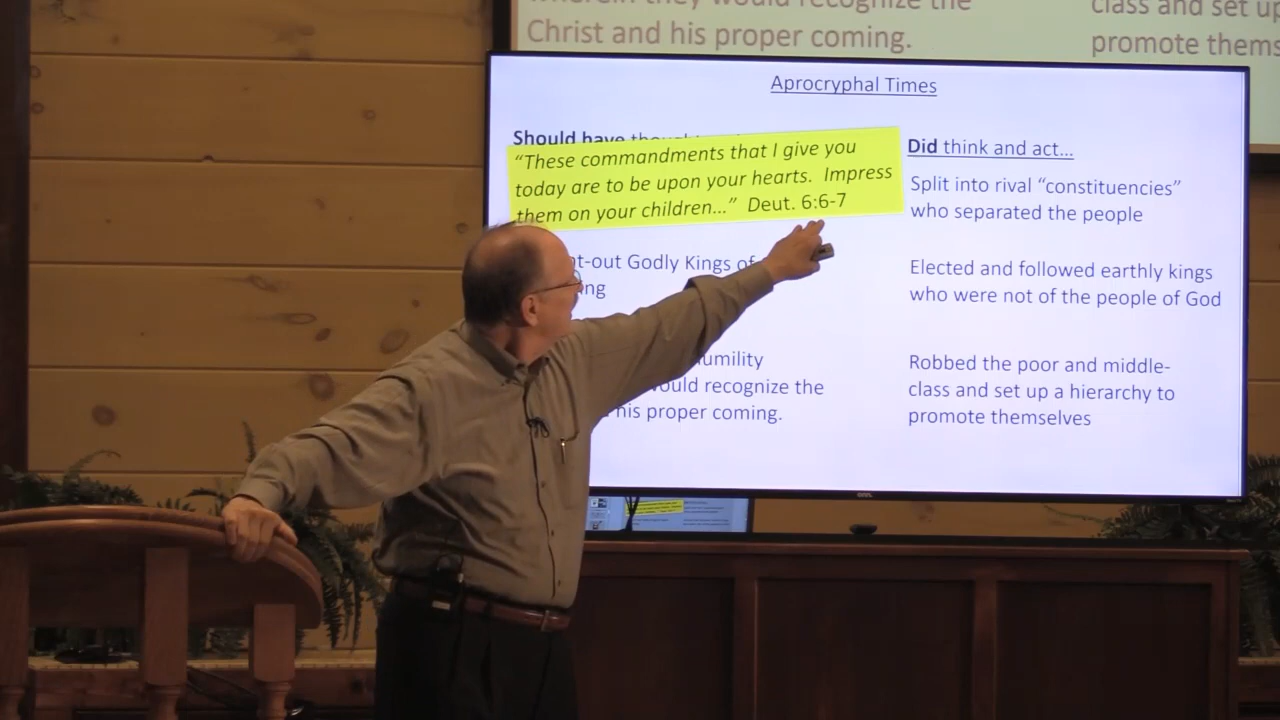 wherein they would recognize the
Christ and his proper coming.
class and set up
promote thems
Aprocryphal Times
Should have
"These commandments that I give you
today are to be upon your hearts. Impress
them on your children..." Deut. 6:6-7
t-out Godly Kings of
ng
umility
ould recognize the
his proper coming.
Did think and act...
Split into rival "constituencies"
who separated the people
Elected and followed earthly kings
who were not of the people of God
Robbed the poor and middle-
class and set up a hierarchy to
promote themselves